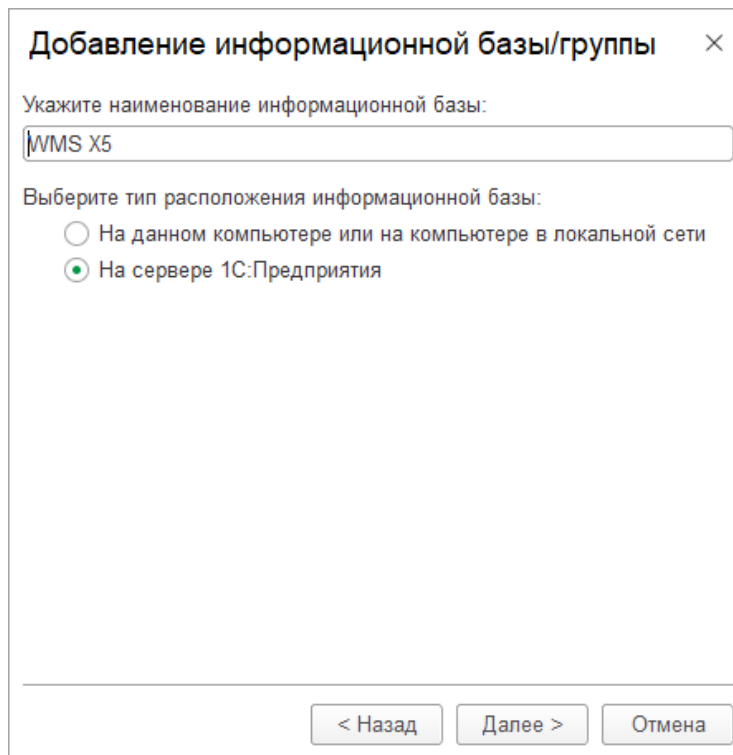 Добавление информационной базы/группы
Укажите наименование информационной базы:
WMS X5
Выберите тип расположения информационной базы:
На данном компьютере или на компьютере в локальной сети
На сервере 1С:Предприятия
< Назад
Далее >
Отмена